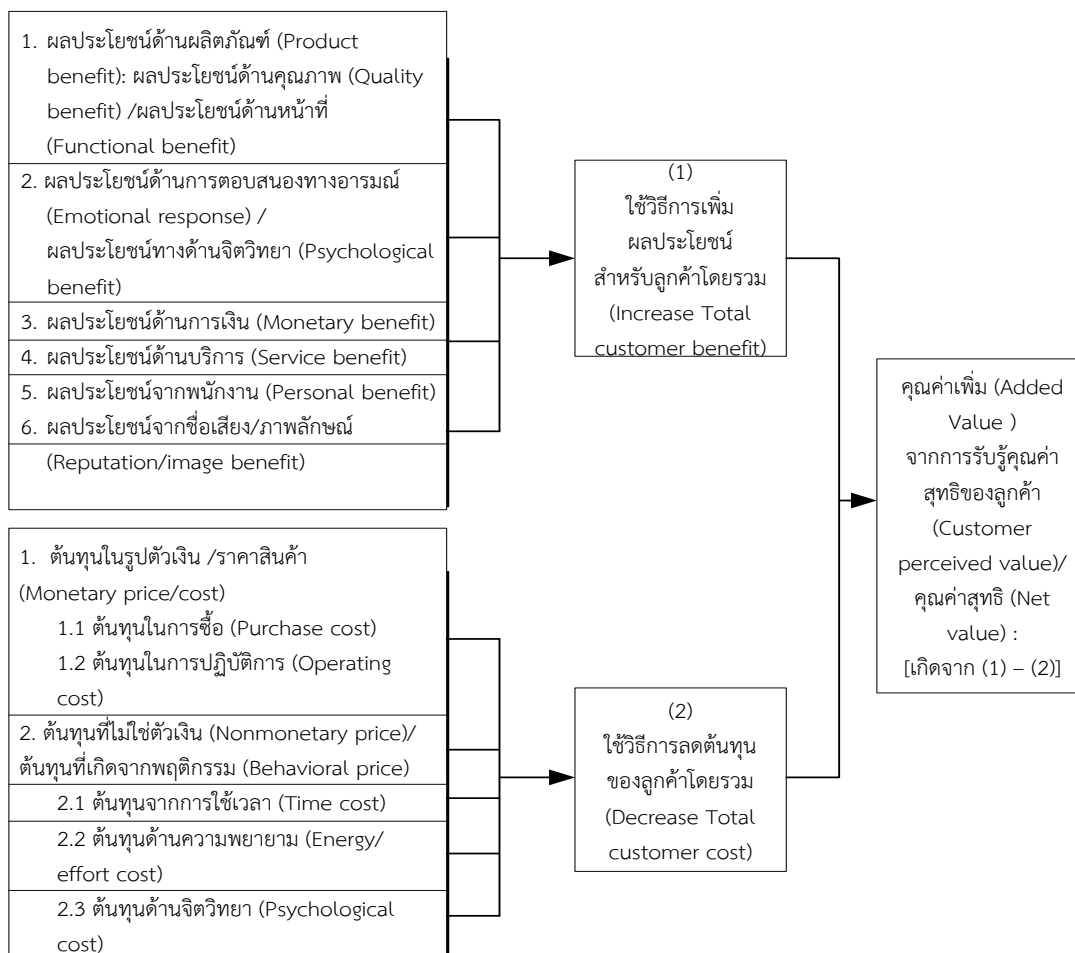 1. ผลประโยชน์ด้านผลิตภัณฑ์ (Product
benefit): ผลประโยชน์ด้านคุณภาพ (Quality
benefit) /ผลประโยชน์ด้านหน้าที่
(Functional benefit)
2. ผลประโยชน์ด้านการตอบสนองทางอารมณ์
(Emotional response) /
ผลประโยชน์ทางด้านจิตวิทยา (Psychological
benefit)
3. ผลประโยชน์ด้านการเงิน (Monetary benefit)
4. ผลประโยชน์ด้านบริการ (Service benefit)
5. ผลประโยชน์จากพนักงาน (Personal benefit)
6. ผลประโยชน์จากชื่อเสียง/ภาพลักษณ์
(Reputation/image benefit)
(1)
ใช้วิธีการเพิ่ม
ผลประโยชน์
สำหรับลูกค้าโดยรวม
(Increase Total
customer benefit)
1. ต้นทุนในรูปตัวเงิน /ราคาสินค้า
(Monetary price/cost)
1.1 ต้นทุนในการซื้อ (Purchase cost)
1.2 ต้นทุนในการปฏิบัติการ (Operating
cost)
2. ต้นทุนที่ไม่ใช่ตัวเงิน (Nonmonetary price)/
ต้นทุนที่เกิดจากพฤติกรรม (Behavioral price)
2.1 ต้นทุนจากการใช้เวลา (Time cost)
2.2 ต้นทุนด้านความพยายาม (Energy/
effort cost)
2.3 ต้นทุนด้านจิตวิทยา (Psychological
cost)
(2)
ใช้วิธีการลดต้นทุน
ของลูกค้าโดยรวม
(Decrease Total
customer cost)
คุณค่าเพิ่ม (Added
Value )
จากการรับรู้คุณค่า
สุทธิของลูกค้า
(Customer
perceived value)/
คุณค่าสุทธิ (Net
value) :
[เกิดจาก (1) – (2)]